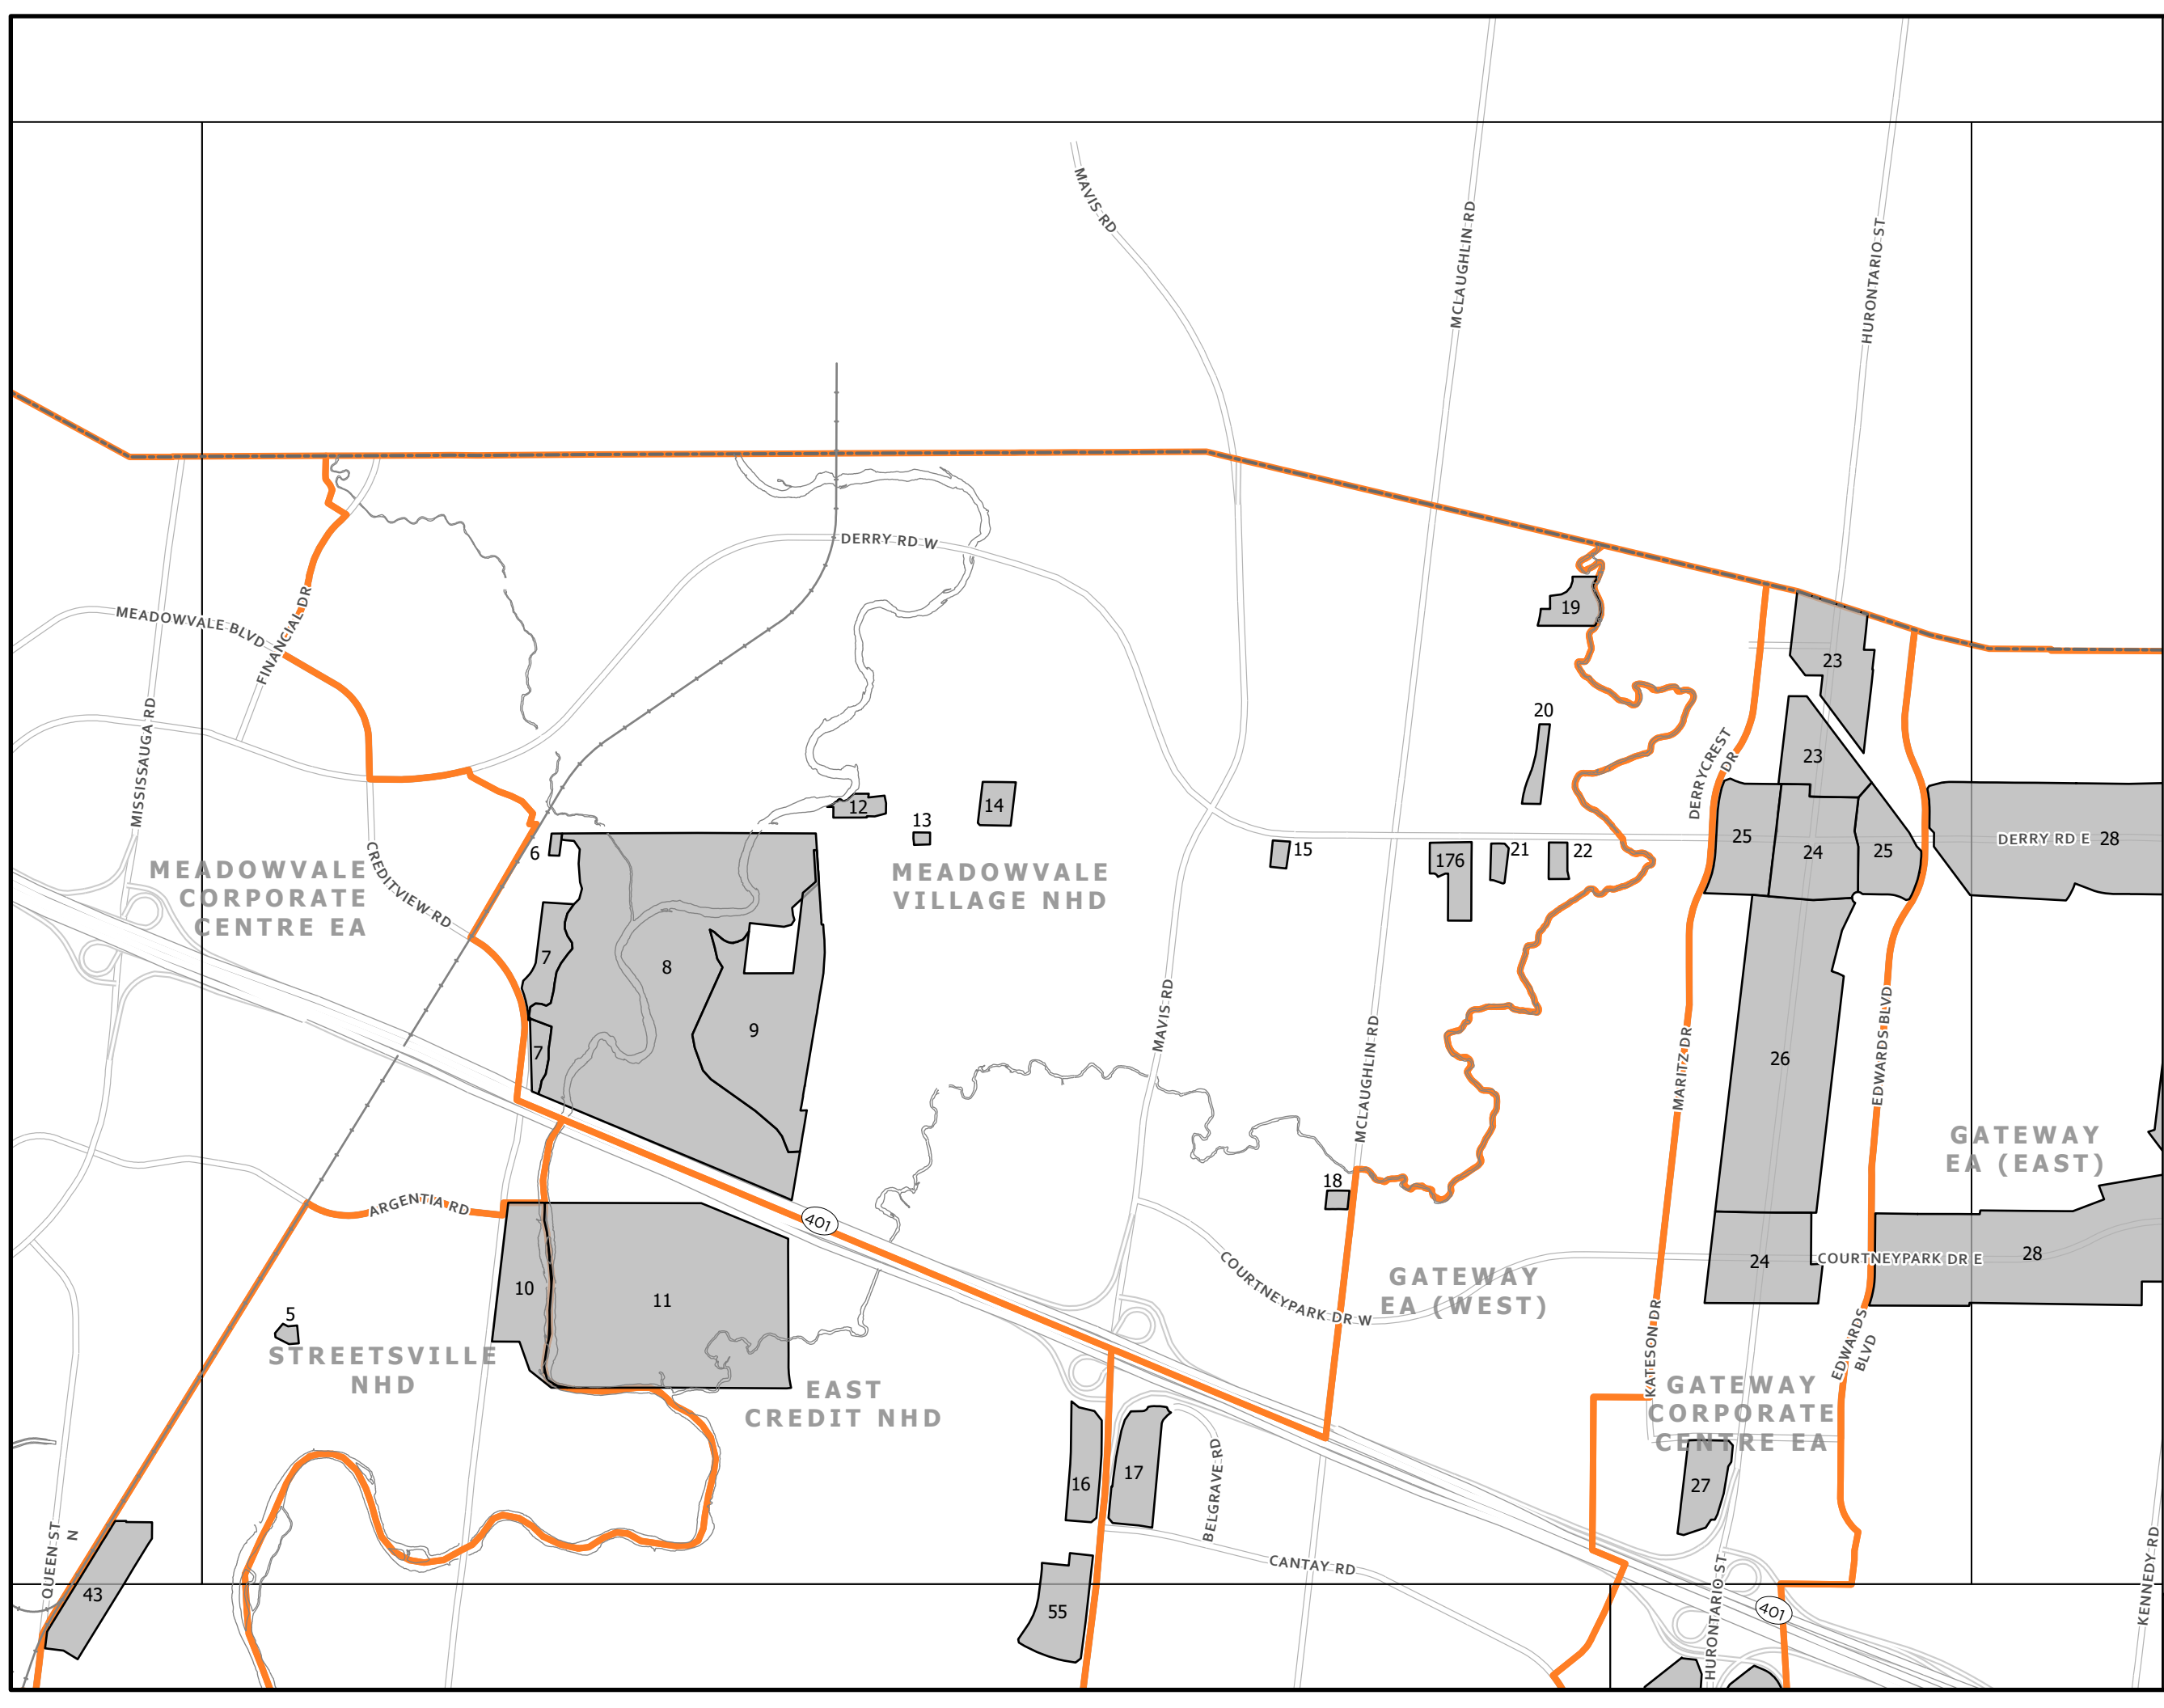 MAVIS RD
MCLAUGHLIN RD
HURONTARIO ST
DERRY RD W
MEADOWVALE BLVD
FINANCIAL DR
19
23
MISSISSAUGA RD
20
DERRYCREST
DR
23
12
13
14
6
15
176
21
22
25
24
25
DERRY RD E
28
MEADOWVALE
CORPORATE
CENTRE EA
CREDITVIEW RD
MEADOWVALE
VILLAGE NHD
7
8
9
7
MAVIS RD
MCLAUGHLIN RD
MARITZ DR
26
EDWARDS BLVD
GATEWAY
EA (EAST)
18
ARGENTIA RD
401
10
11
5
STREETSVILLE
NHD
EAST
CREDIT NHD
COURTNEYPARK DR W
GATEWAY
EA (WEST)
24
COURTNEYPARK DR E
28
KATESON DR
EDWARDS
BLVD
GATEWAY
CORPORATE
CENTRE EA
16
17
BELGRAVE RD
27
QUEEN ST
N
43
CANTAY RD
55
HURONTARIO ST
401
KENNEDY RD